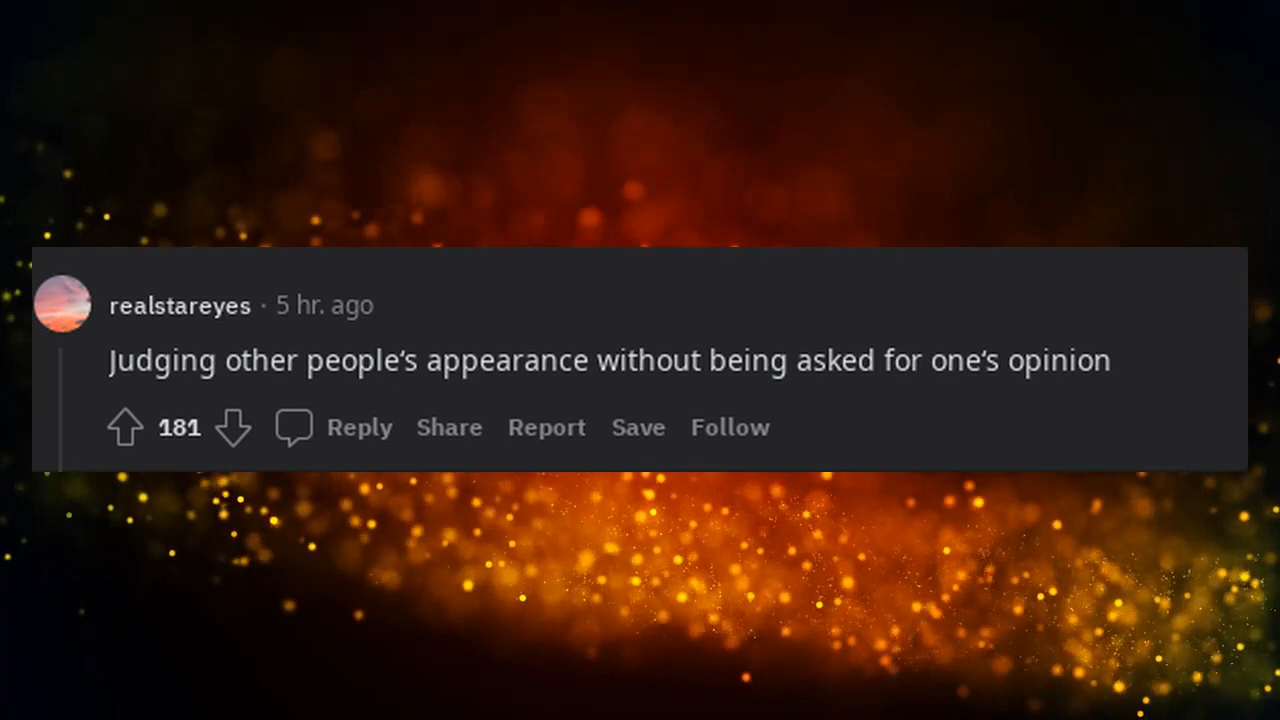 realstareyes · 5 hr. ago
Judging other people‘s appearance without being asked for one‘s opinion
181 Reply Share Report Save Follow